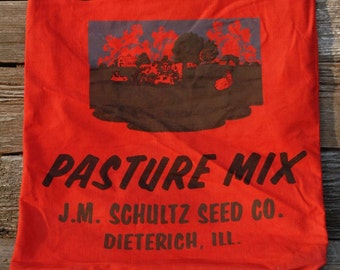 PASTURE MIX
J.M. SCHULTZ SEED CO.
DIETERICH, ILL.